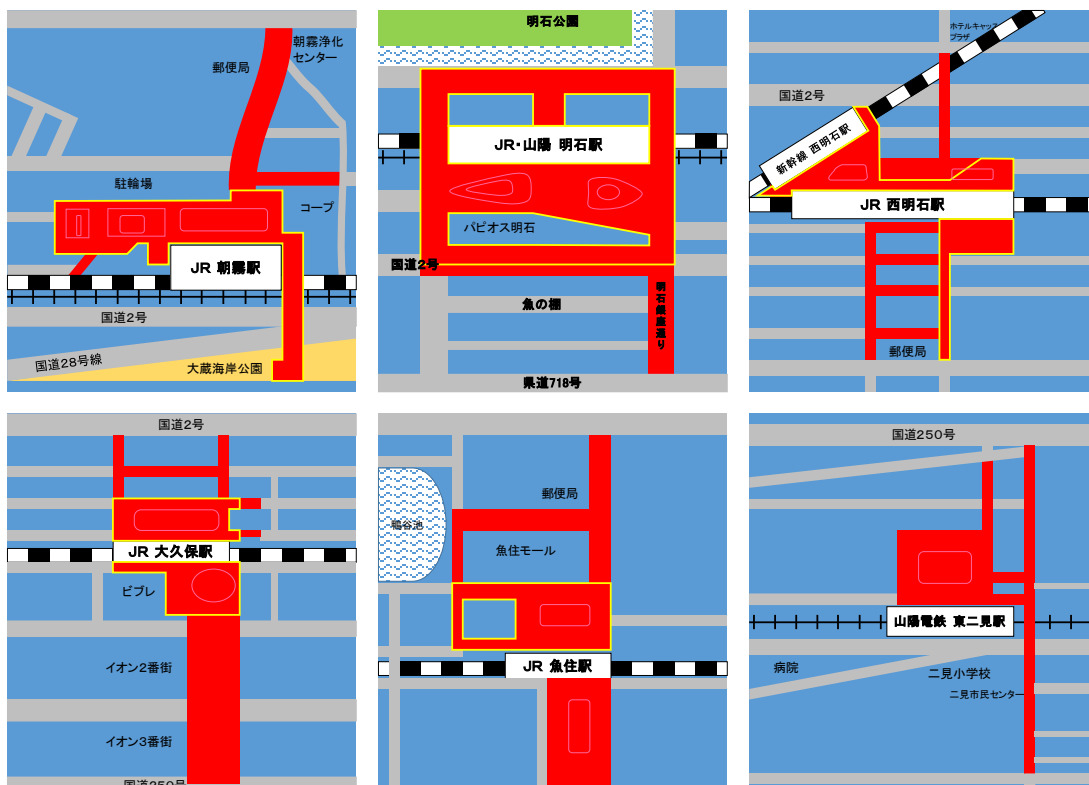 朝霧浄化
センター
郵便局
駐輪場
コープ
JR 朝霧駅
国道2号
国道28号線
大蔵海岸公園
明石公園
JR・山陽 明石駅
パピオス明石
国道2号
魚の棚
明石銀座通り
県道718号
ホテルキャッスル
プラザ
国道2号
新幹線 西明石駅
JR 西明石駅
郵便局
国道2号
JR 大久保駅
ビブレ
イオン2番街
イオン3番街
国道250号
郵便局
鴨谷池
魚住モール
JR 魚住駅
国道250号
山陽電鉄 東二見駅
病院
二見小学校
二見市民センター